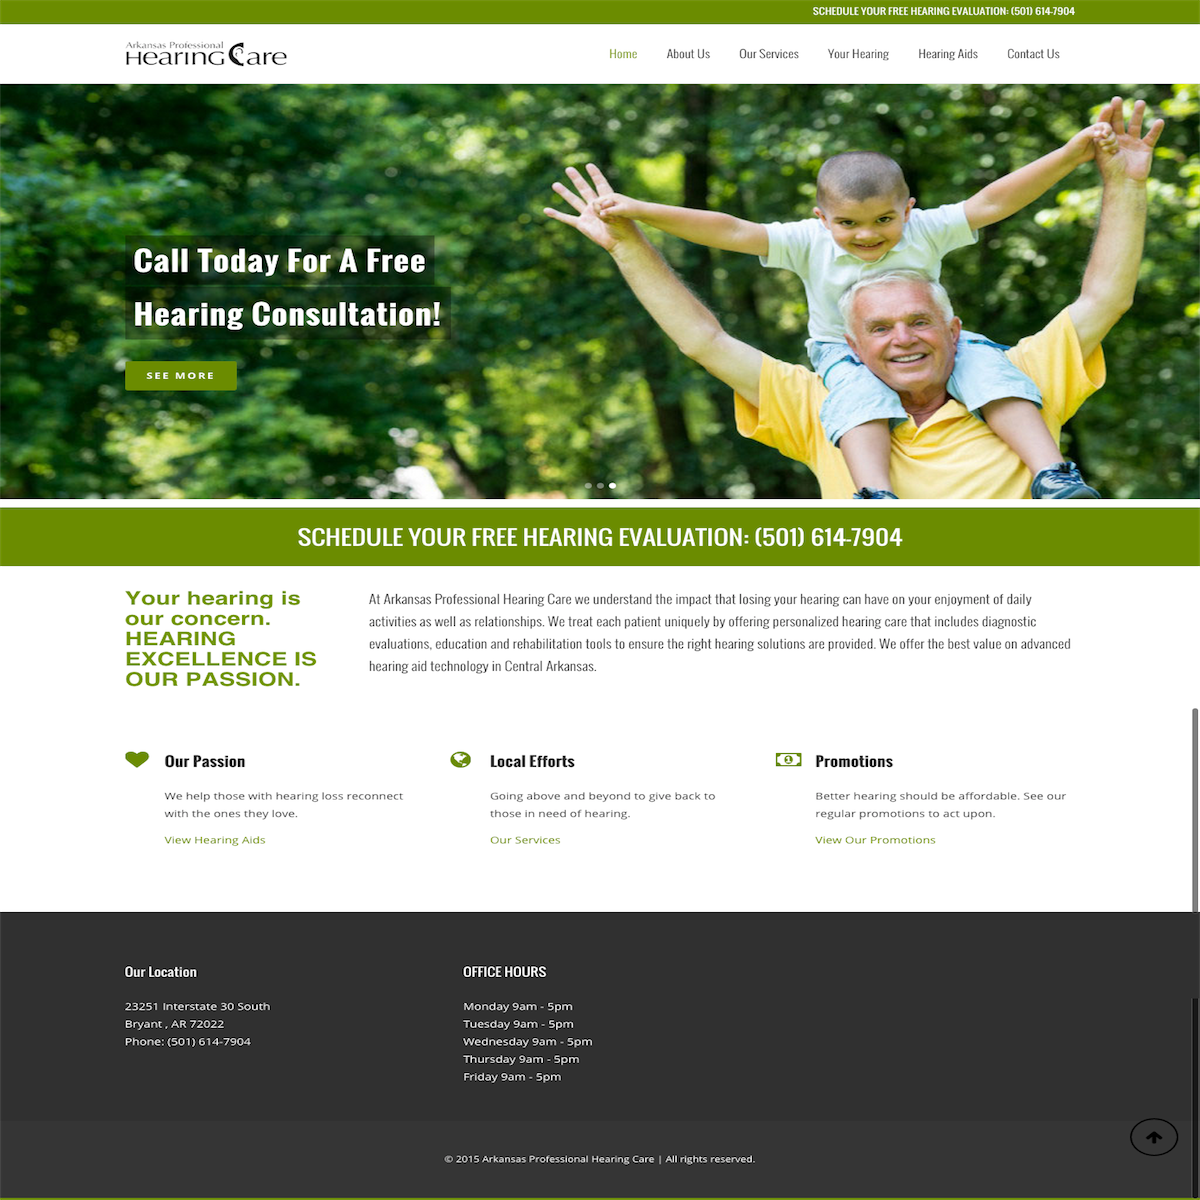 SCHEDULE YOUR FREE HEARING EVALUATION: (501) 614-7904
Arkansas Professional
Hearing Care
Home About Us Our Services Your Hearing Hearing Aids Contact Us
Call Today For A Free
Hearing Consultation!
SEE MORE
SCHEDULE YOUR FREE HEARING EVALUATION: (501) 614-7904
Your hearing is
our concern.
HEARING
EXCELLENCE IS
OUR PASSION.
At Arkansas Professional Hearing Care we understand the impact that losing your hearing can have on your enjoyment of daily
activities as well as relationships. We treat each patient uniquely by offering personalized hearing care that includes diagnostic
evaluations, education and rehabilitation tools to ensure the right hearing solutions are provided. We offer the best value on advanced
hearing aid technology in Central Arkansas.
Our Passion
We help those with hearing loss reconnect
with the ones they love.
View Hearing Aids
Local Efforts
Going above and beyond to give back to
those in need of hearing.
Our Services
Promotions
Better hearing should be affordable. See our
regular promotions to act upon.
View Our Promotions
Our Location
23251 Interstate 30 South
Bryant , AR 72022
Phone: (501) 614-7904
OFFICE HOURS
Monday 9am - 5pm
Tuesday 9am - 5pm
Wednesday 9am - 5pm
Thursday 9am - 5pm
Friday 9am - 5pm
© 2015 Arkansas Professional Hearing Care | All rights reserved.